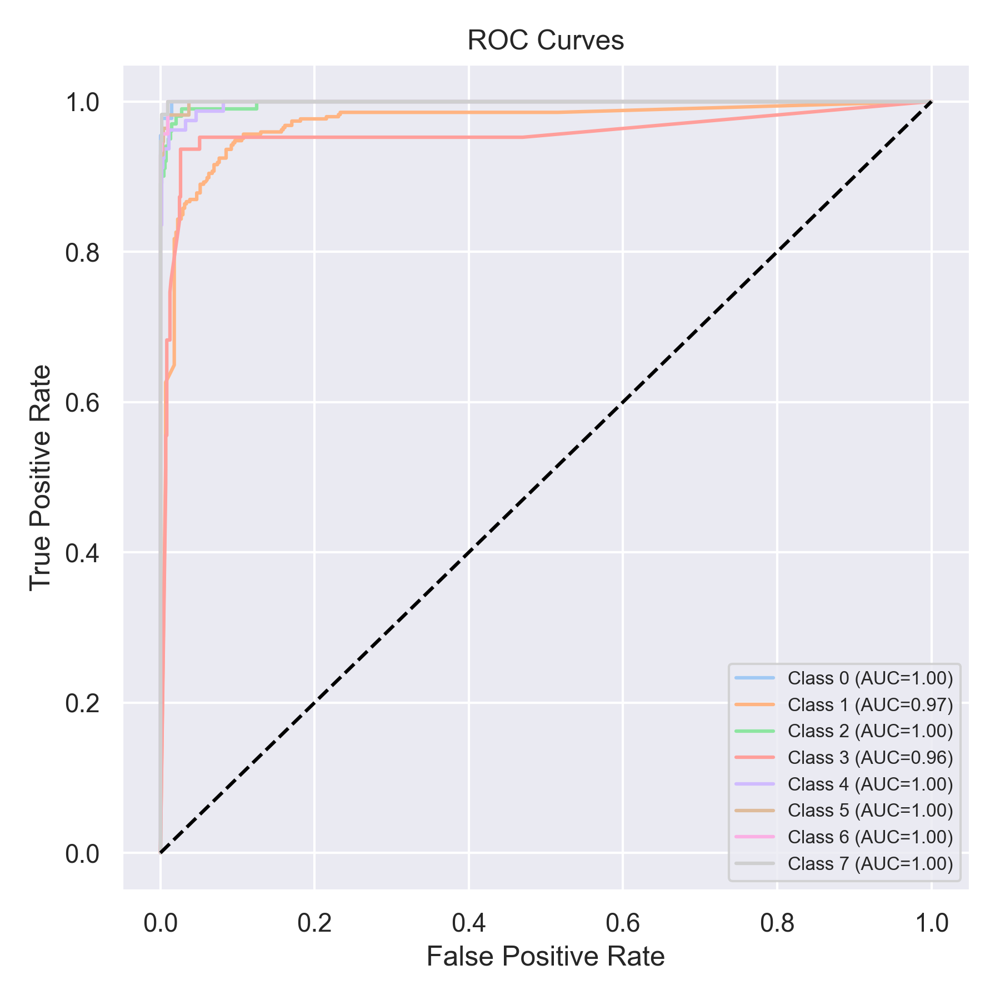 ROC Curves
1.0
0.8
0.6
0.4
0.2
0.0
True Positive Rate
0.0 0.2 0.4 0.6 0.8 1.0
False Positive Rate
Class 0 (AUC=1.00)
Class 1 (AUC=0.97)
Class 2 (AUC=1.00)
Class 3 (AUC=0.96)
Class 4 (AUC=1.00)
Class 5 (AUC=1.00)
Class 6 (AUC=1.00)
Class 7 (AUC=1.00)